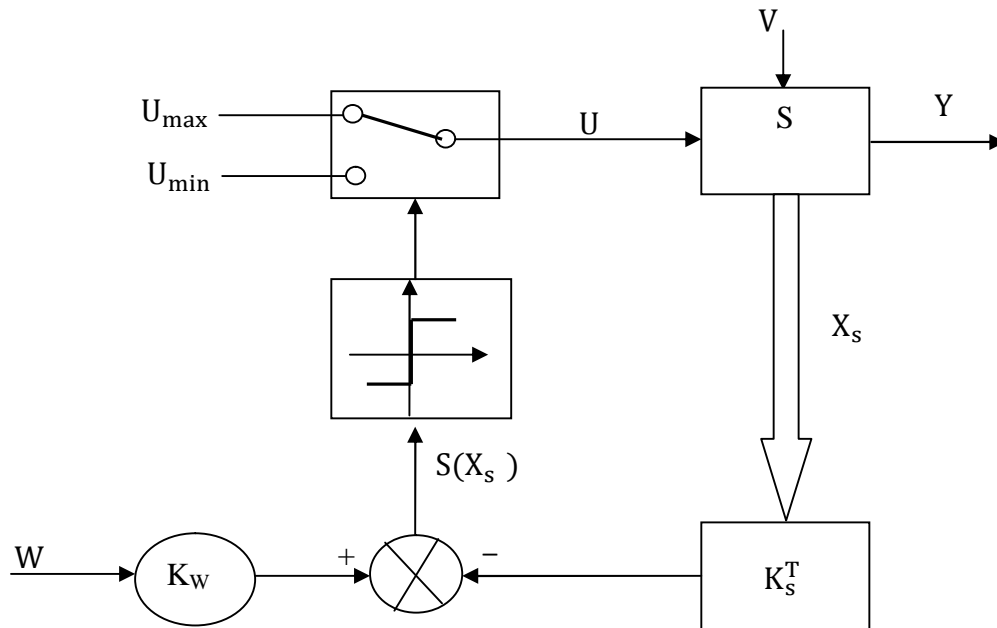 V
U_max
U
S
Y
U_min
X_s
S(X_s )
W
K_W
+
−
K_s^T